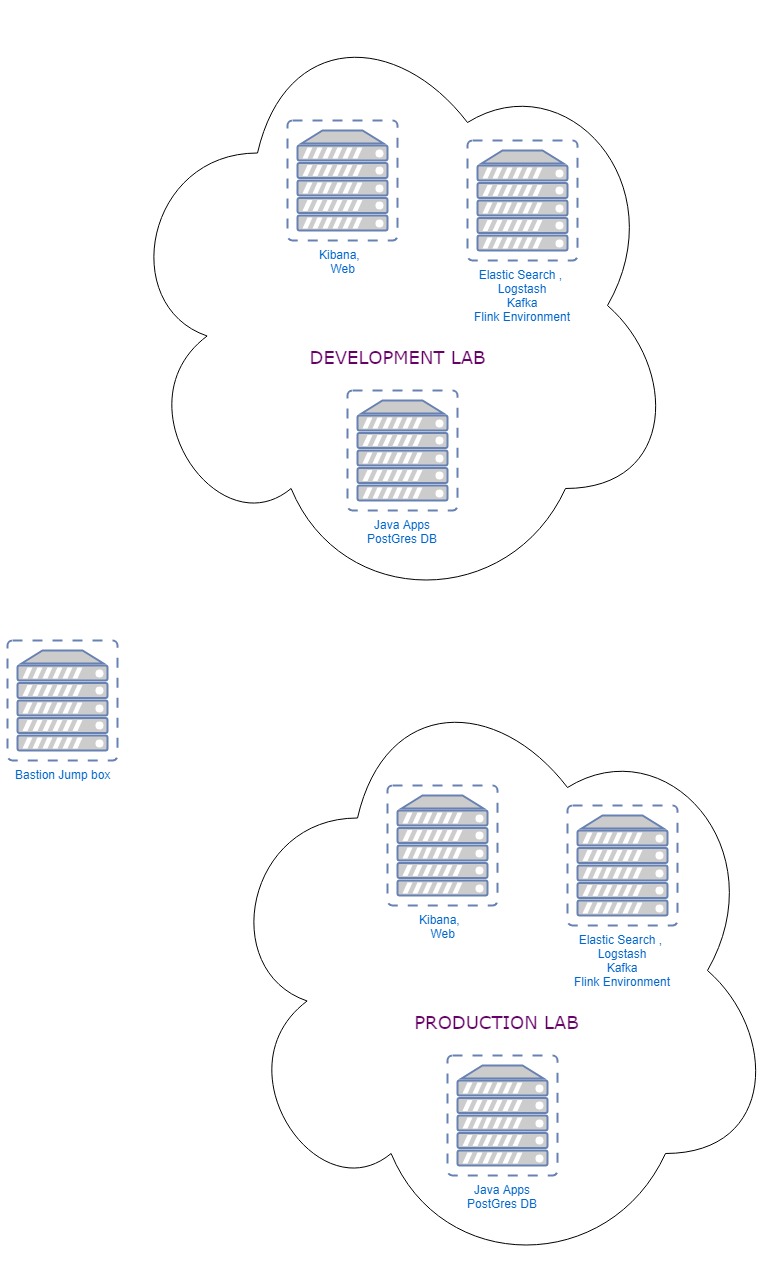 Kibana,
Web
Elastic Search ,
Logstash
Kafka
Flink Environment
DEVELOPMENT LAB
Java Apps
PostGres DB
Bastion Jump box
Kibana,
Web
Elastic Search ,
Logstash
Kafka
Flink Environment
PRODUCTION LAB
Java Apps
PostGres DB